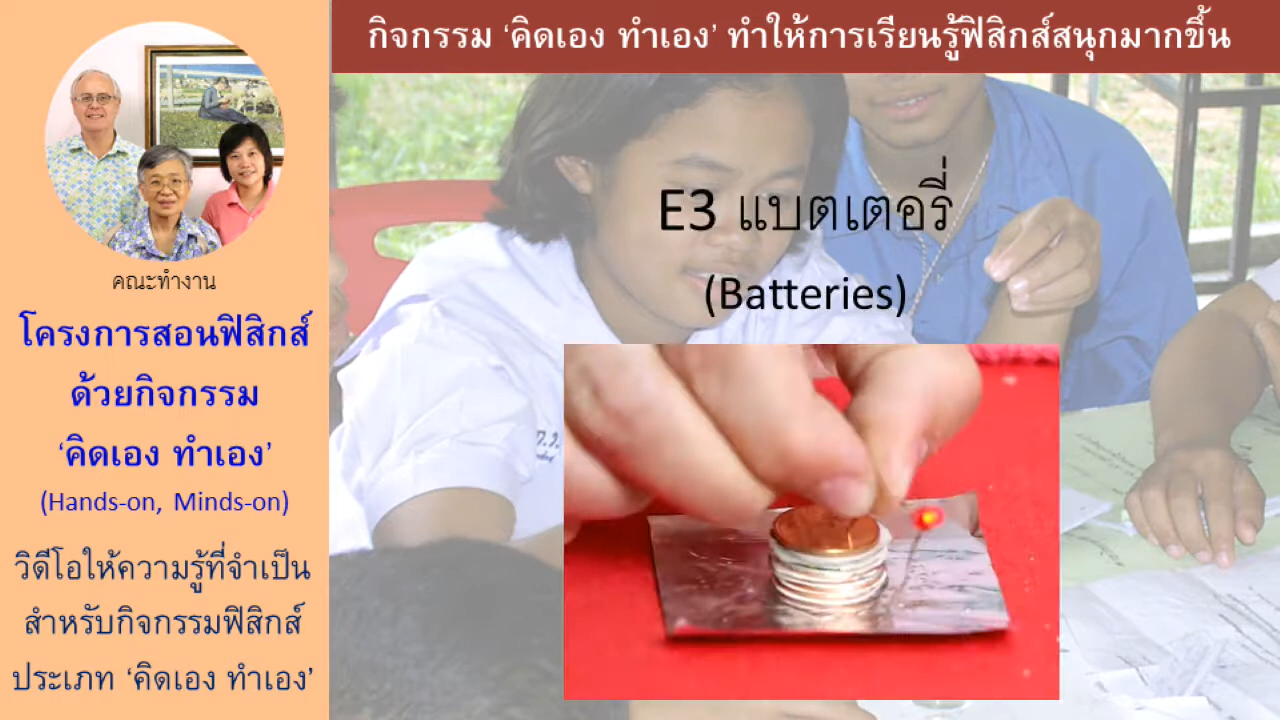 กิจกรรม ‘คิดเอง ทำเอง’ ทำให้การเรียนรู้ฟิสิกส์สนุกมากขึ้น
คณะทำงาน
โครงการสอนฟิสิกส์
ด้วยกิจกรรม
‘คิดเอง ทำเอง’
(Hands-on, Minds-on)
วิดีโอให้ความรู้ที่จำเป็น
สำหรับกิจกรรมฟิสิกส์
ประเภท ‘คิดเอง ทำเอง’
E3 แบตเตอรี่
(Batteries)